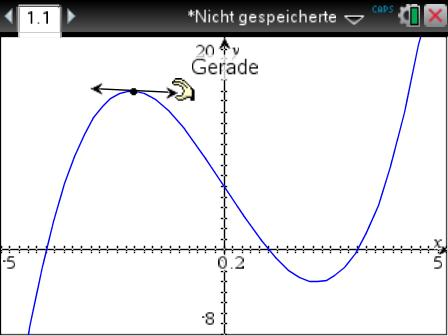 1.1
*Nicht gespeicherte
CAPS
20 y
Gerade
x
-5
0.2
5
-8